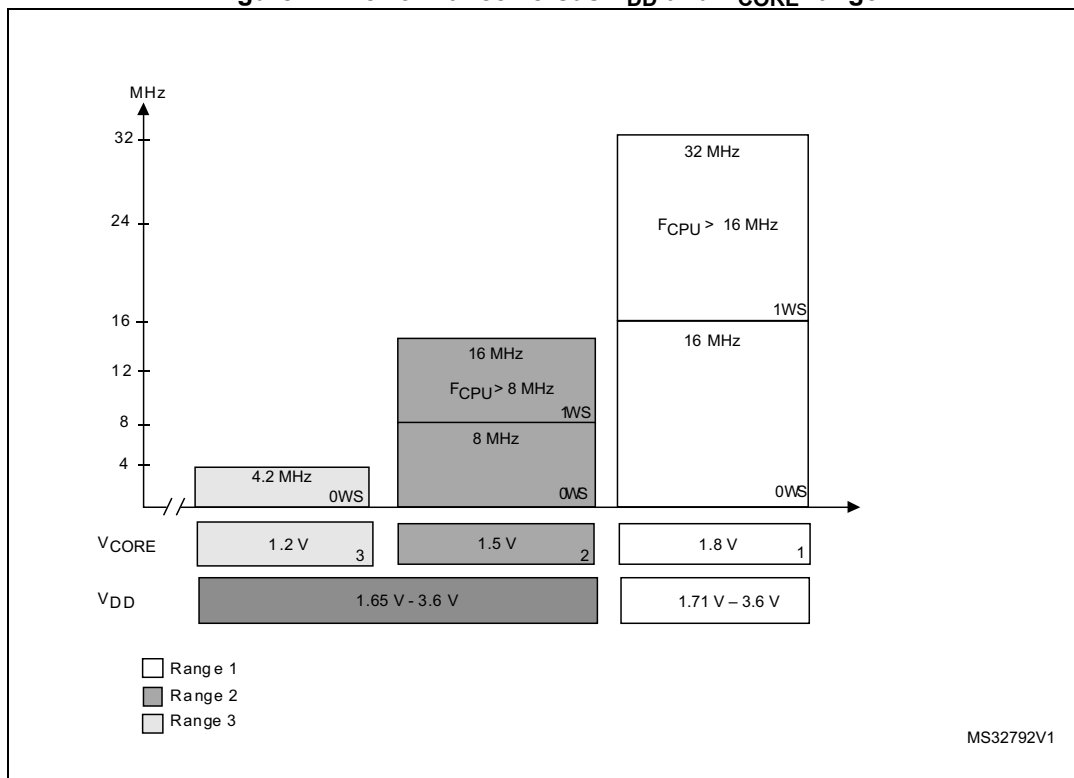 MHz
32
24
16
12
8
4
32 MHz
FCPU > 16 MHz
1WS
16 MHz
0WS
16 MHz
FCPU > 8 MHz
1WS
8 MHz
0WS
4.2 MHz
0WS
VCORE
1.2 V
3
1.5 V
2
1.8 V
1
VDD
1.65 V - 3.6 V
1.71 V – 3.6 V
Range 1
Range 2
Range 3
MS32792V1